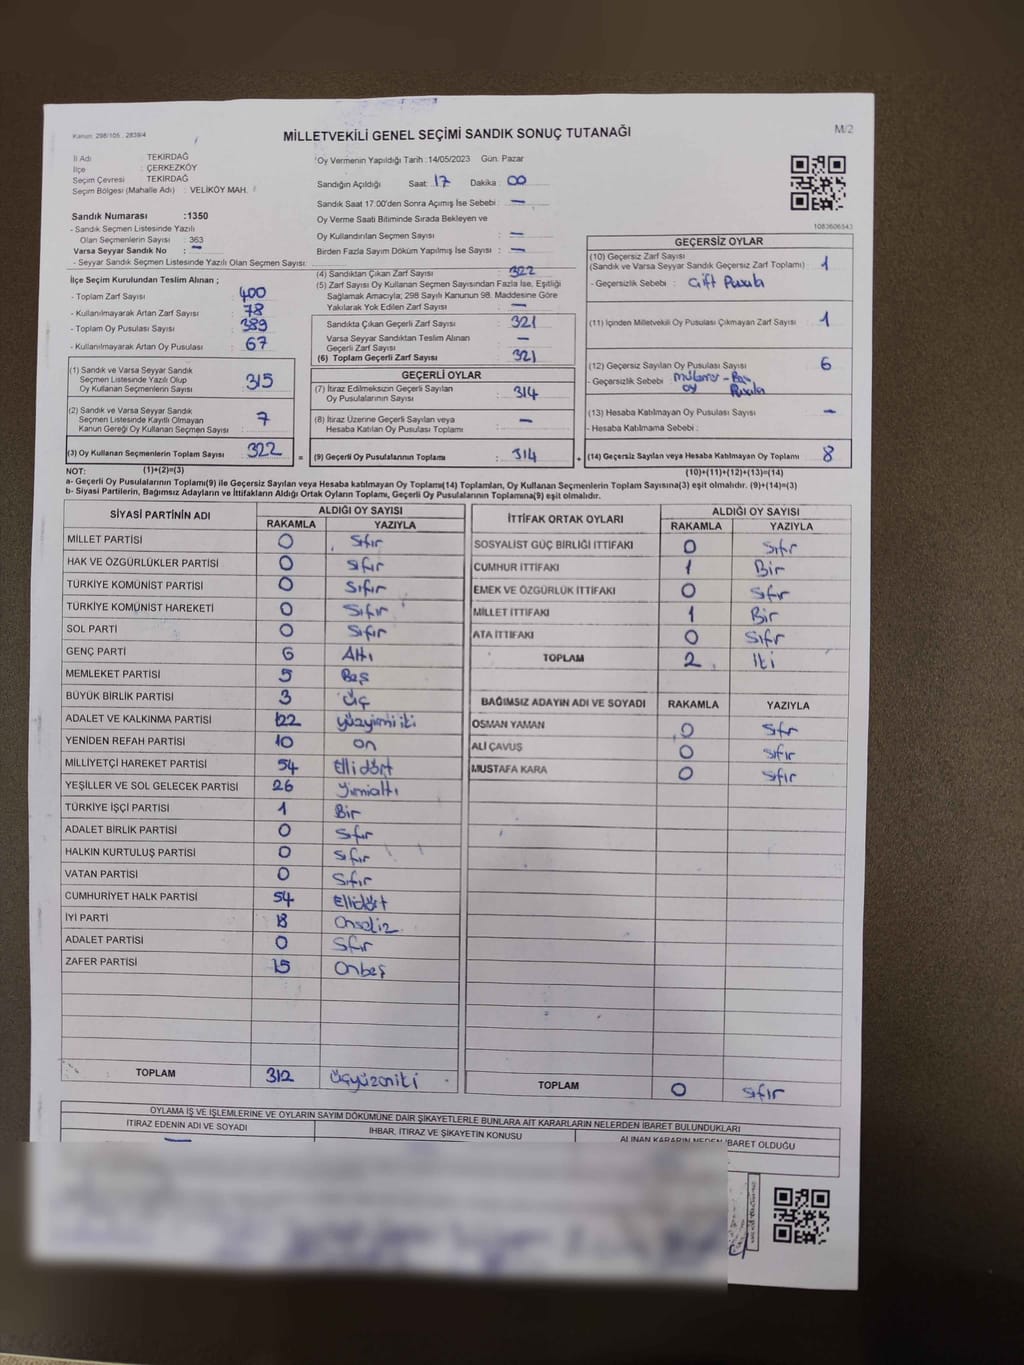 Kanun: 298/105, 2839/4
MİLLETVEKİLİ GENEL SEÇİMİ SANDIK SONUÇ TUTANAĞI
M/2
İl Adı : TEKİRDAĞ
İlçe : ÇERKEZKÖY
Seçim Çevresi : TEKİRDAĞ
Seçim Bölgesi (Mahalle Adı) : VELİKÖY MAH.
Oy Vermenin Yapıldığı Tarih :14/05/2023 Gün. Pazar
Sandığın Açıldığı Saat: 17 Dakika : 00
Sandık Saat 17:00'den Sonra Açımış İse Sebebi : —
Oy Verme Saati Bitiminde Sırada Bekleyen ve
Oy Kullandırılan Seçmen Sayısı : —
Birden Fazla Sayım Döküm Yapılmış İse Sayısı : —
1083606543
Sandık Numarası :1350
- Sandık Seçmen Listesinde Yazılı
Olan Seçmenlerin Sayısı : 363
Varsa Seyyar Sandık No : —
- Seyyar Sandık Seçmen Listesinde Yazılı Olan Seçmen Sayısı:
İlçe Seçim Kurulundan Teslim Alınan ;
- Toplam Zarf Sayısı : 400
- Kullanılmayarak Artan Zarf Sayısı : 78
- Toplam Oy Pusulası Sayısı : 389
- Kullanılmayarak Artan Oy Pusulası : 67
(1) Sandık ve Varsa Seyyar Sandık
Seçmen Listesinde Yazılı Olup
Oy Kullanan Seçmenlerin Sayısı : 315
(2) Sandık ve Varsa Seyyar Sandık
Seçmen Listesinde Kayıtlı Olmayan
Kanun Gereği Oy Kullanan Seçmen Sayısı : 7
(3) Oy Kullanan Seçmenlerin Toplam Sayısı : 322
(4) Sandıktan Çıkan Zarf Sayısı : 322
(5) Zarf Sayısı Oy Kullanan Seçmen Sayısından Fazla İse, Eşitliği
Sağlamak Amacıyla; 298 Sayılı Kanunun 98. Maddesine Göre
Yakılarak Yok Edilen Zarf Sayısı : —
Sandıkta Çıkan Geçerli Zarf Sayısı : 321
Varsa Seyyar Sandıktan Teslim Alınan
Geçerli Zarf Sayısı : —
(6) Toplam Geçerli Zarf Sayısı : 321
GEÇERLİ OYLAR
(7) İtiraz Edilmeksizin Geçerli Sayılan
Oy Pusulalarının Sayısı : 314
(8) İtiraz Üzerine Geçerli Sayılan veya
Hesaba Katılan Oy Pusulası Toplamı : —
= (9) Geçerli Oy Pusulalarının Toplamı : 314
GEÇERSİZ OYLAR
(10) Geçersiz Zarf Sayısı
(Sandık ve Varsa Seyyar Sandık Geçersiz Zarf Toplamı) : 1
- Geçersizlik Sebebi : Çift Pusula
(11) İçinden Milletvekili Oy Pusulası Çıkmayan Zarf Sayısı : 1
(12) Geçersiz Sayılan Oy Pusulası Sayısı : 6
- Geçersizlik Sebebi :
oy Pusula
(13) Hesaba Katılmayan Oy Pusulası Sayısı : —
- Hesaba Katılmama Sebebi :
+ (14) Geçersiz Sayılan veya Hesaba Katılmayan Oy Toplamı : 8
NOT: (1)+(2)=(3)
(10)+(11)+(12)+(13)=(14)
a- Geçerli Oy Pusulalarının Toplamı(9) ile Geçersiz Sayılan veya Hesaba katılmayan Oy Toplamı(14) Toplamları, Oy Kullanan Seçmenlerin Toplam Sayısına(3) eşit olmalıdır. (9)+(14)=(3)
b- Siyasi Partilerin, Bağımsız Adayların ve İttifakların Aldığı Ortak Oyların Toplamı, Geçerli Oy Pusulalarının Toplamına(9) eşit olmalıdır.
SİYASİ PARTİNİN ADI ALDIĞI OY SAYISI
RAKAMLA YAZIYLA
MİLLET PARTİSİ 0 Sıfır
HAK VE ÖZGÜRLÜKLER PARTİSİ 0 Sıfır
TÜRKİYE KOMÜNİST PARTİSİ 0 Sıfır
TÜRKİYE KOMÜNİST HAREKETİ 0 Sıfır
SOL PARTİ 0 Sıfır
GENÇ PARTİ 6 Altı
MEMLEKET PARTİSİ 5 Beş
BÜYÜK BİRLİK PARTİSİ 3 Üç
ADALET VE KALKINMA PARTİSİ 122 yüzyirmiiki
YENİDEN REFAH PARTİSİ 10 on
MİLLİYETÇİ HAREKET PARTİSİ 54 Ellidört
YEŞİLLER VE SOL GELECEK PARTİSİ 26 Yirmialtı
TÜRKİYE İŞÇİ PARTİSİ 1 Bir
ADALET BİRLİK PARTİSİ 0 Sıfır
HALKIN KURTULUŞ PARTİSİ 0 Sıfır
VATAN PARTİSİ 0 Sıfır
CUMHURİYET HALK PARTİSİ 54 Ellidört
İYİ PARTİ 18 Onsekiz
ADALET PARTİSİ 0 Sıfır
ZAFER PARTİSİ 15 Onbeş
TOPLAM 312 Üçyüzoniki
İTTİFAK ORTAK OYLARI ALDIĞI OY SAYISI
RAKAMLA YAZIYLA
SOSYALİST GÜÇ BİRLİĞİ İTTİFAKI 0 Sıfır
CUMHUR İTTİFAKI 1 Bir
EMEK VE ÖZGÜRLÜK İTTİFAKI 0 Sıfır
MİLLET İTTİFAKI 1 Bir
ATA İTTİFAKI 0 Sıfır
TOPLAM 2 İki
BAĞIMSIZ ADAYIN ADI VE SOYADI RAKAMLA YAZIYLA
OSMAN YAMAN 0 Sıfır
ALİ ÇAVUŞ 0 Sıfır
MUSTAFA KARA 0 Sıfır
TOPLAM 0 Sıfır
OYLAMA İŞ VE İŞLEMLERİNE VE OYLARIN SAYIM DÖKÜMÜNE DAİR ŞİKAYETLERLE BUNLARA AİT KARARLARIN NELERDEN İBARET BULUNDUKLARI
İTİRAZ EDENİN ADI VE SOYADI İHBAR, İTİRAZ VE ŞİKAYETİN KONUSU ALINAN KARARIN NEDEN İBARET OLDUĞU
—